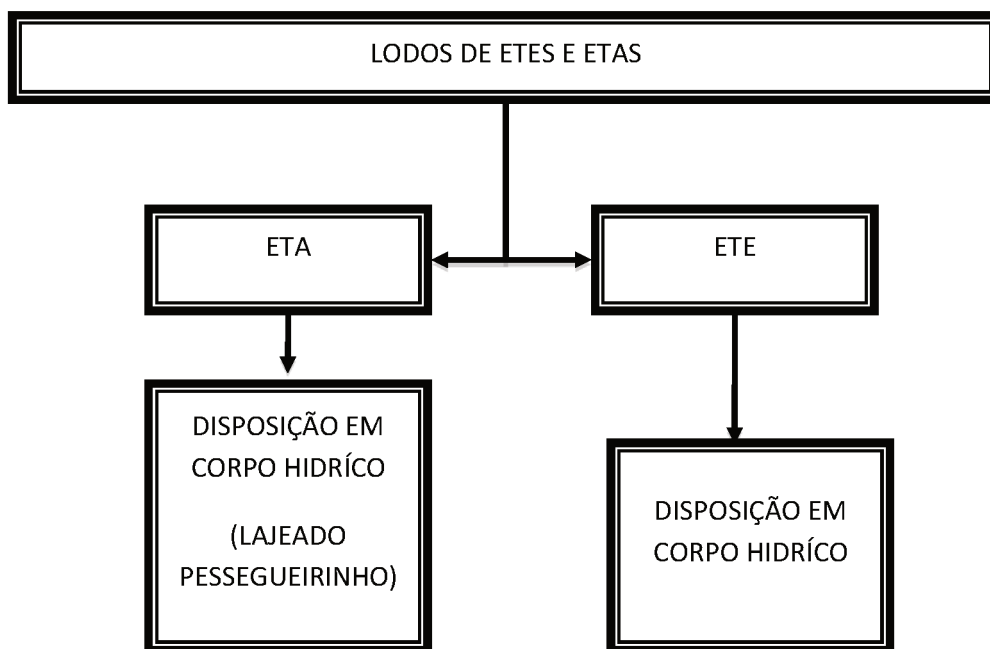 LODOS DE ETES E ETAS
ETA
ETE
DISPOSIÇÃO EM
CORPO HIDRÍCO
(LAJEADO
PESSEGUEIRINHO)
DISPOSIÇÃO EM
CORPO HIDRÍCO